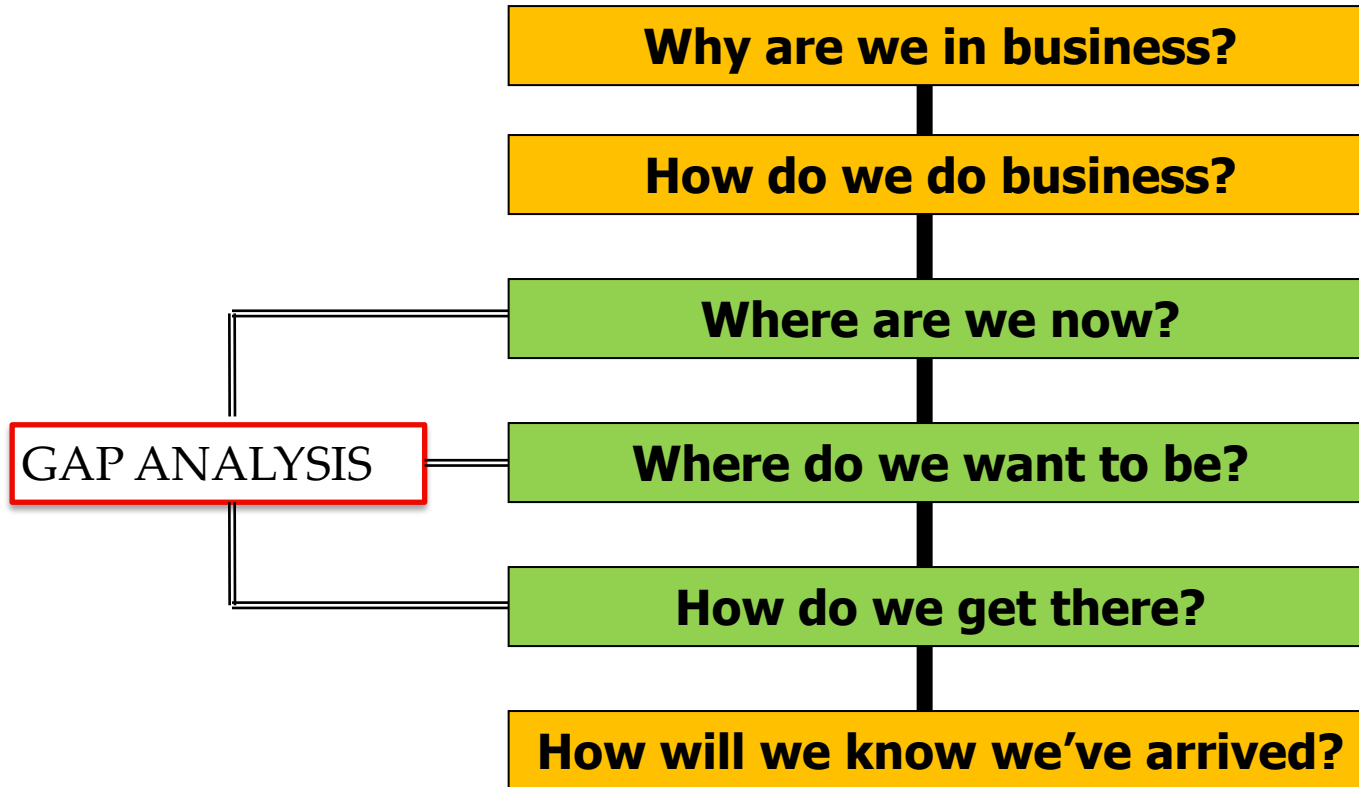 Why are we in business?
How do we do business?
Where are we now?
GAP ANALYSIS
Where do we want to be?
How do we get there?
How will we know we’ve arrived?